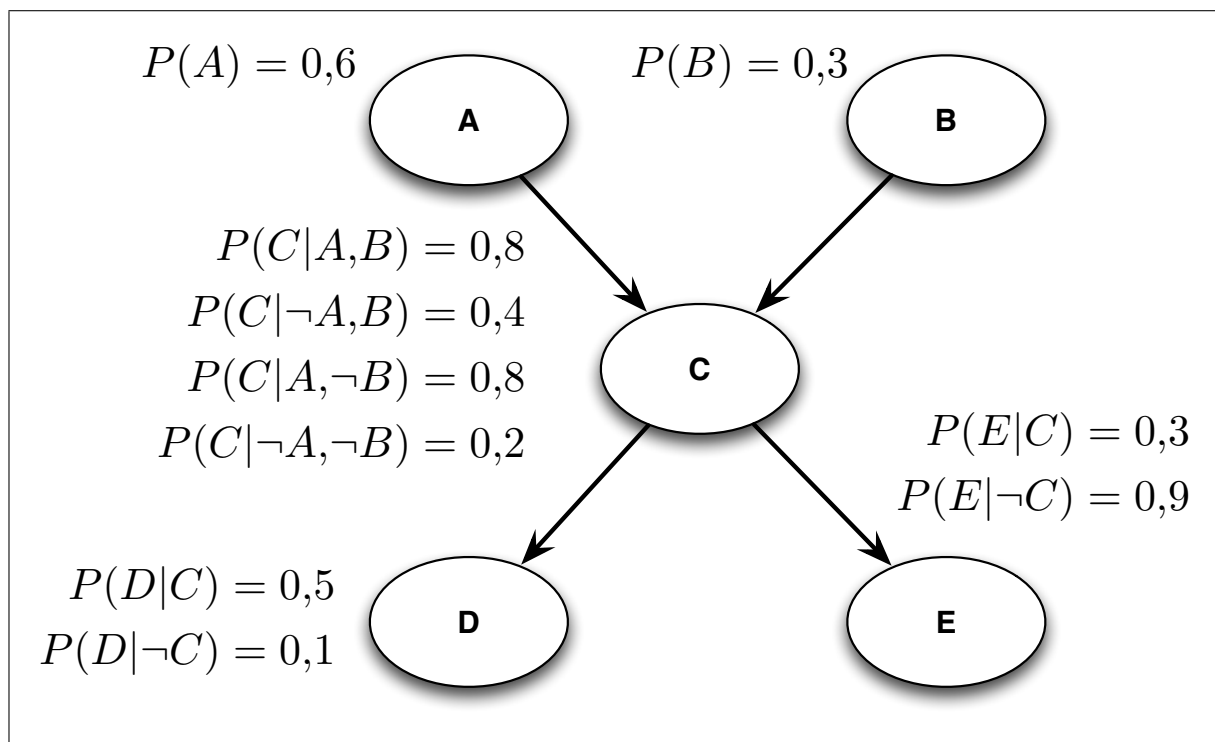 P(A) = 0,6
P(B) = 0,3
A
B
P(C|A,B) = 0,8
P(C|¬A,B) = 0,4
P(C|A,¬B) = 0,8
P(C|¬A,¬B) = 0,2
C
P(E|C) = 0,3
P(E|¬C) = 0,9
P(D|C) = 0,5
P(D|¬C) = 0,1
D
E